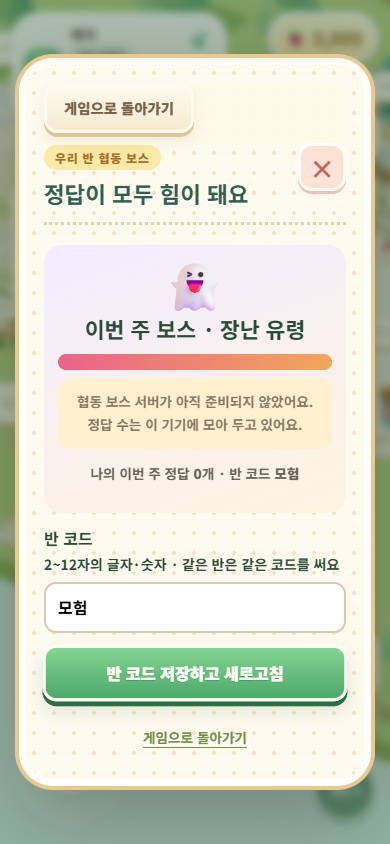 게임으로 돌아가기
우리 반 협동 보스
정답이 모두 힘이 돼요
이번 주 보스 · 장난 유령
협동 보스 서버가 아직 준비되지 않았어요.
정답 수는 이 기기에 모아 두고 있어요.
나의 이번 주 정답 0개 · 반 코드 모험
반 코드
2~12자의 글자·숫자 · 같은 반은 같은 코드를 써요
모험
반 코드 저장하고 새로고침
게임으로 돌아가기